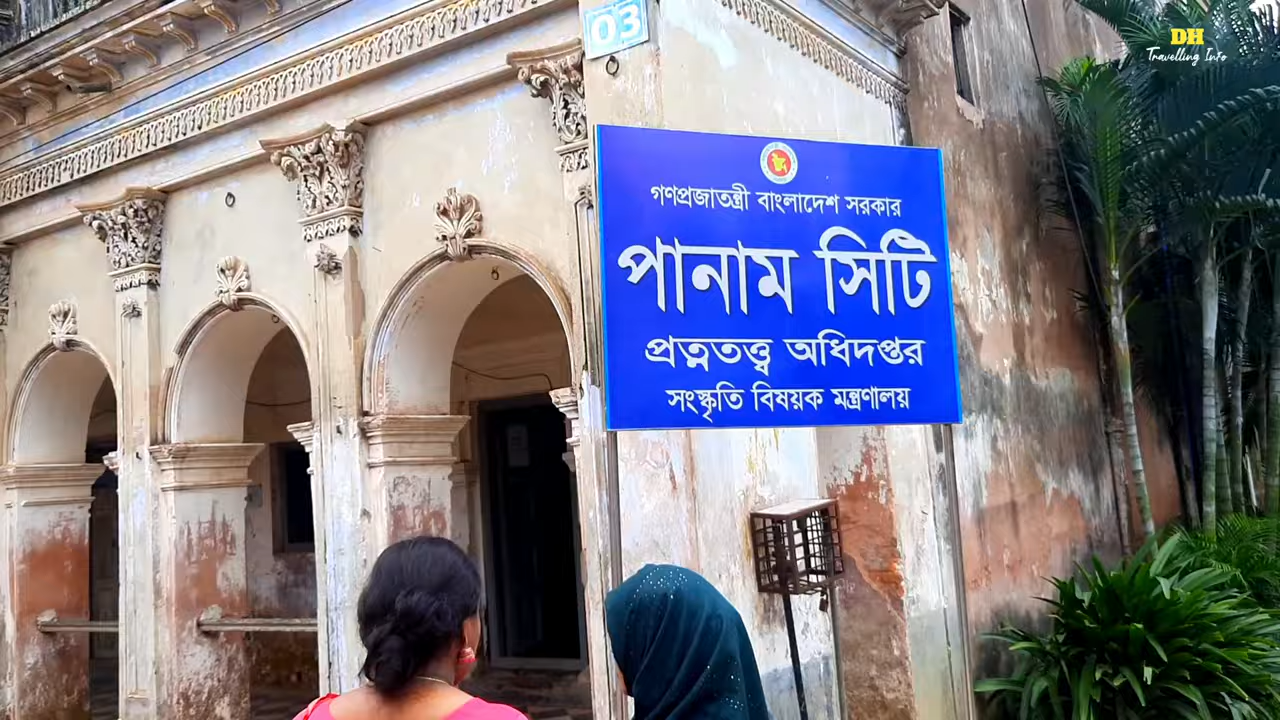 03
DH
Travelling Info
গণপ্রজাতন্ত্রী বাংলাদেশ সরকার
পানাম সিটি
প্রত্নতত্ত্ব অধিদপ্তর
সংস্কৃতি বিষয়ক মন্ত্রণালয়